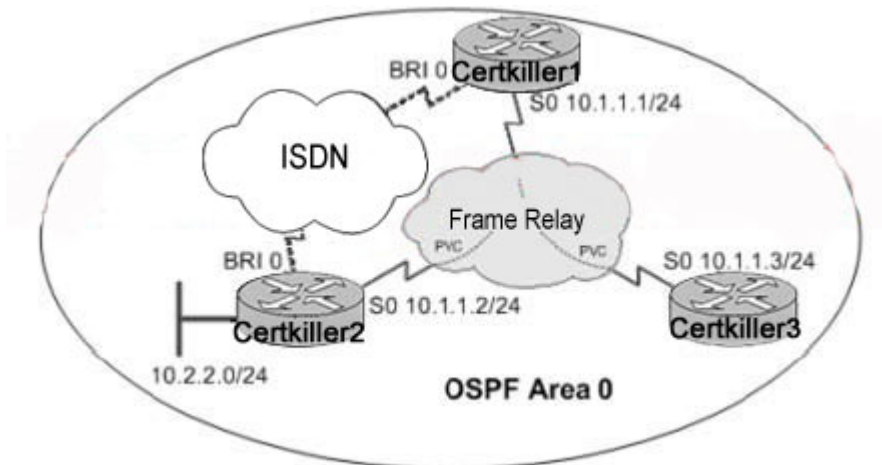 BRI 0
Certkiller1
S0 10.1.1.1/24
ISDN
Frame Relay
PVC
PVC
BRI 0
S0 10.1.1.3/24
S0 10.1.1.2/24
Certkiller2
Certkiller3
10.2.2.0/24
OSPF Area 0